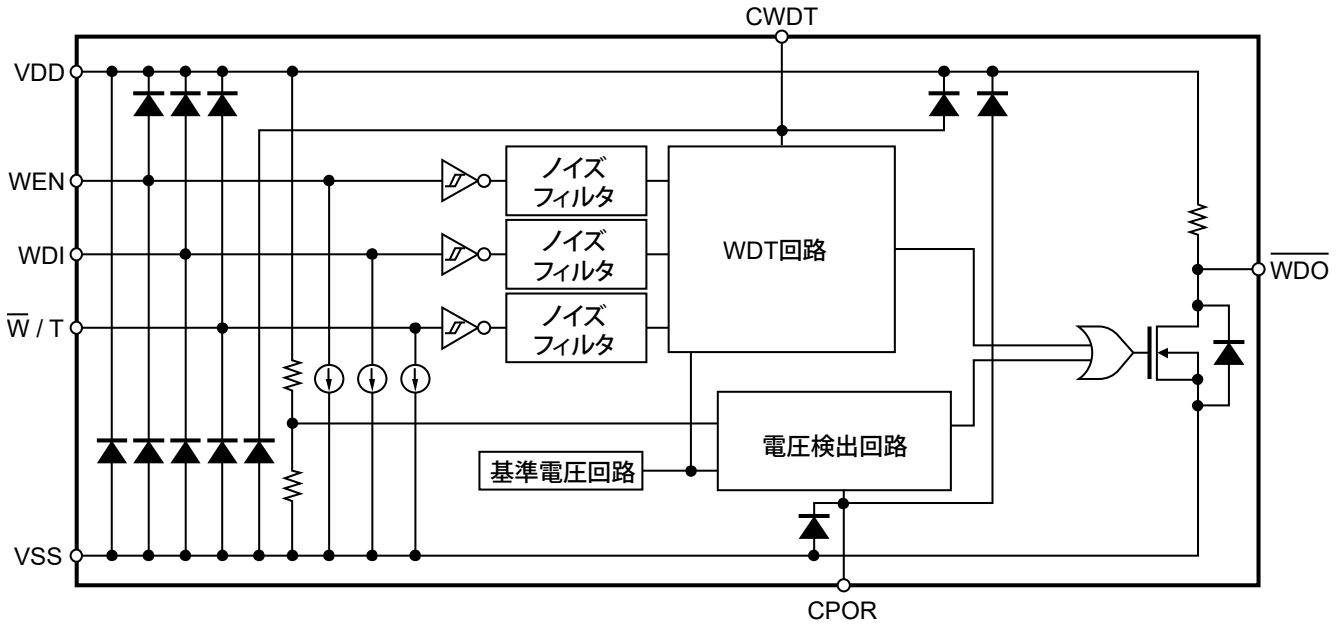 CWDT
VDD
WEN
ノイズ
フィルタ
WDI
ノイズ
フィルタ
WDT回路
WDO
W / T
ノイズ
フィルタ
電圧検出回路
基準電圧回路
VSS
CPOR